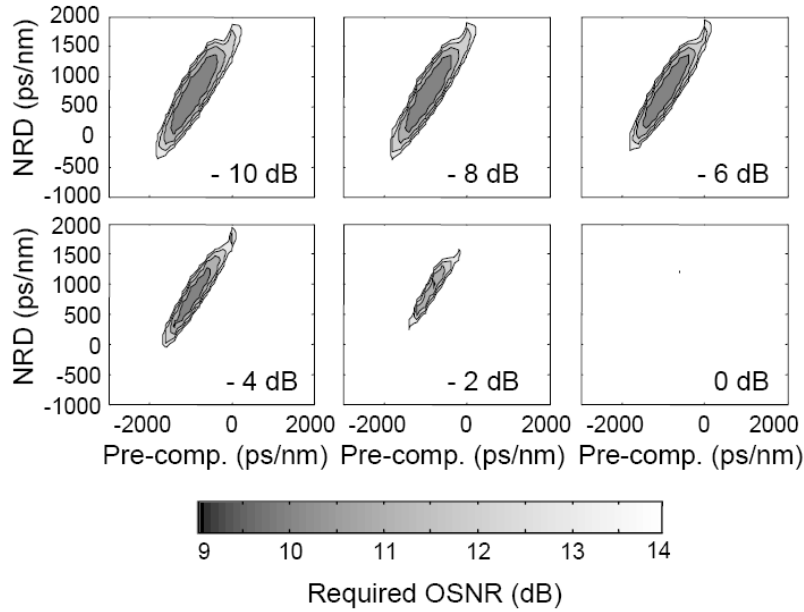 2000
1500
1000
500
0
-500
-1000
NRD (ps/nm)
- 10 dB
- 8 dB
- 6 dB
2000
1500
1000
500
0
-500
-1000
NRD (ps/nm)
- 4 dB
- 2 dB
0 dB
-2000 0 2000
-2000 0 2000
-2000 0 2000
Pre-comp. (ps/nm)
Pre-comp. (ps/nm)
Pre-comp. (ps/nm)
9 10 11 12 13 14
Required OSNR (dB)